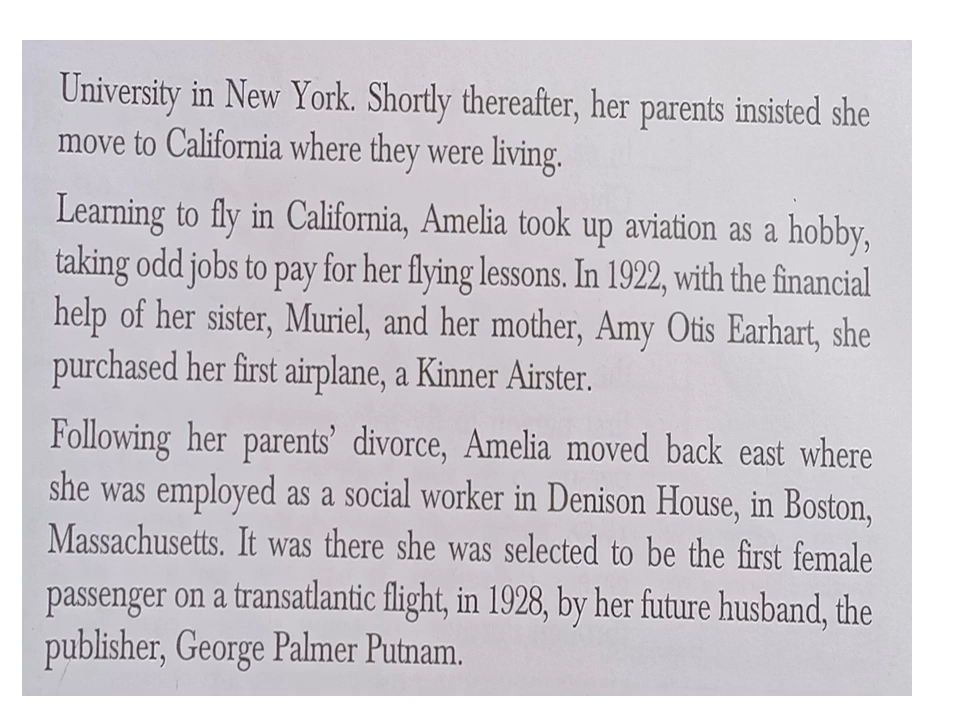 University in New York. Shortly thereafter, her parents insisted she
move to California where they were living.
Learning to fly in California, Amelia took up aviation as a hobby,
taking odd jobs to pay for her flying lessons. In 1922, with the financial
help of her sister, Muriel, and her mother, Amy Otis Earhart, she
purchased her first airplane, a Kinner Airster.
Following her parents' divorce, Amelia moved back east where
she was employed as a social worker in Denison House, in Boston,
Massachusetts. It was there she was selected to be the first female
passenger on a transatlantic flight, in 1928, by her future husband, the
publisher, George Palmer Putnam.